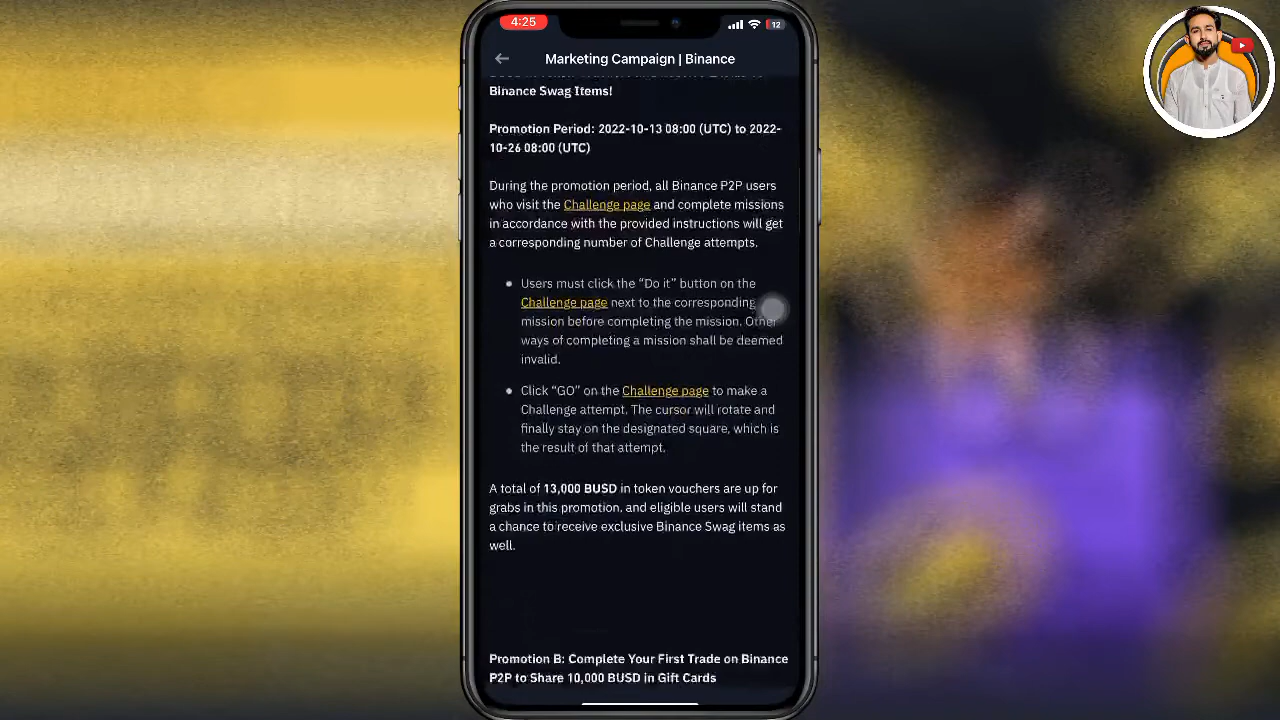 4:25
12
Marketing Campaign | Binance
Binance Swag Items!
Promotion Period: 2022-10-13 08:00 (UTC) to 2022-
10-26 08:00 (UTC)
During the promotion period, all Binance P2P users
who visit the Challenge page and complete missions
in accordance with the provided instructions will get
a corresponding number of Challenge attempts.
Users must click the “Do it” button on the
Challenge page next to the corresponding
mission before completing the mission. Other
ways of completing a mission shall be deemed
invalid.
Click “GO” on the Challenge page to make a
Challenge attempt. The cursor will rotate and
finally stay on the designated square, which is
the result of that attempt.
A total of 13,000 BUSD in token vouchers are up for
grabs in this promotion, and eligible users will stand
a chance to receive exclusive Binance Swag items as
well.
Promotion B: Complete Your First Trade on Binance
P2P to Share 10,000 BUSD in Gift Cards